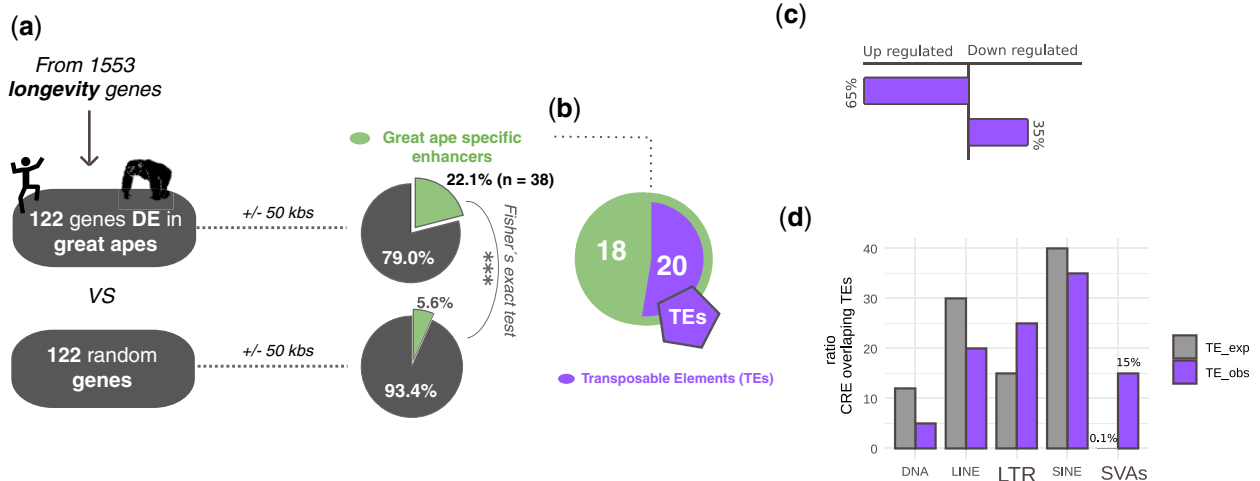 (a)
From 1553
longevity genes
122 genes DE in
great apes
VS
122 random
genes
+/- 50 kbs
+/- 50 kbs
22.1% (n = 38)
79.0%
5.6%
93.4%
Fisher´s exact test
***
(b)
Great ape specific
enhancers
18
20
TEs
Transposable Elements (TEs)
(c)
Up regulated
Down regulated
65%
35%
(d)
ratio
CRE overlaping TEs
40
30
20
10
0
0.1%
15%
DNA
LINE
LTR
SINE
SVAs
TE_exp
TE_obs